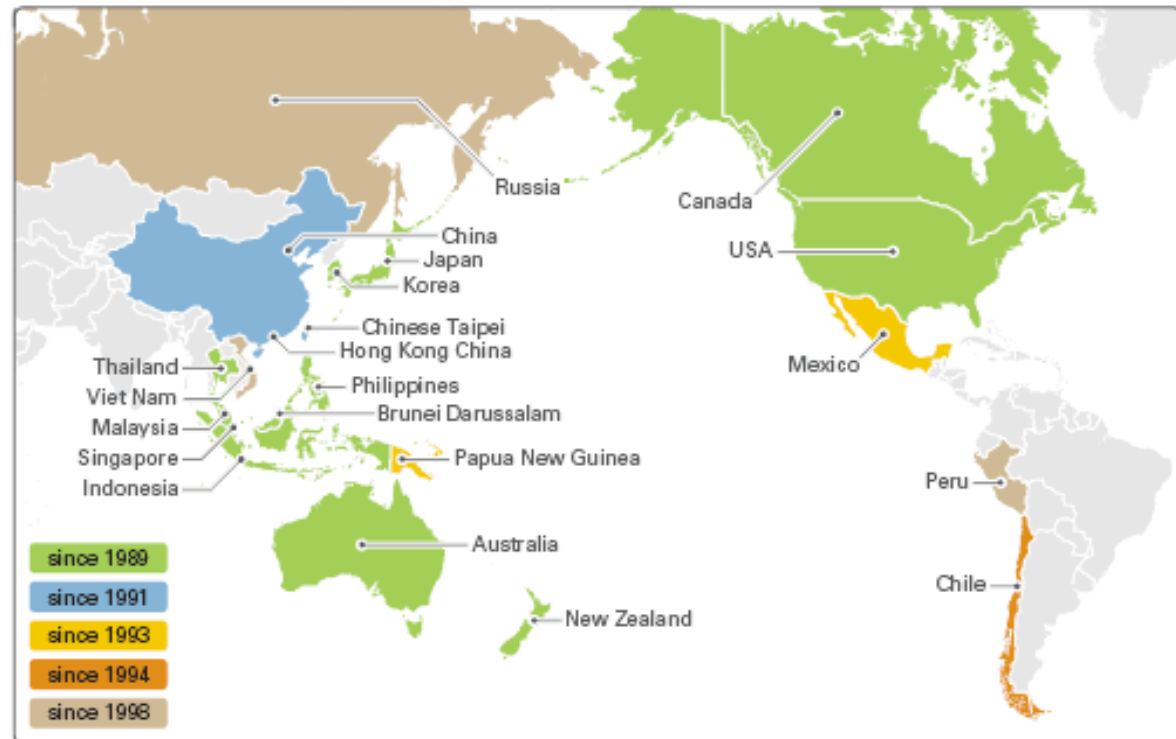 Russia
Canada
China
USA
Japan
Korea
Chinese Taipei
Hong Kong China
Mexico
Thailand
Philippines
Viet Nam
Brunei Darussalam
Malaysia
Singapore
Papua New Guinea
Peru
Indonesia
Australia
since 1989
Chile
since 1991
New Zealand
since 1993
since 1994
since 1998